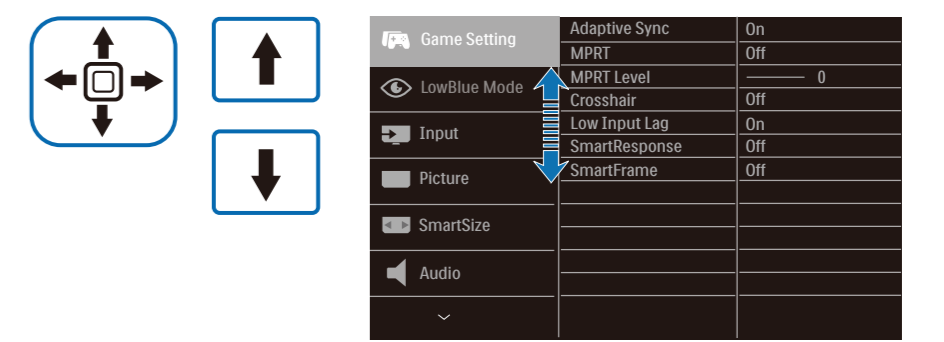 Game Setting
LowBlue Mode
Input
Picture
SmartSize
Audio
Adaptive Sync On
MPRT Off
MPRT Level 0
Crosshair Off
Low Input Lag On
SmartResponse Off
SmartFrame Off